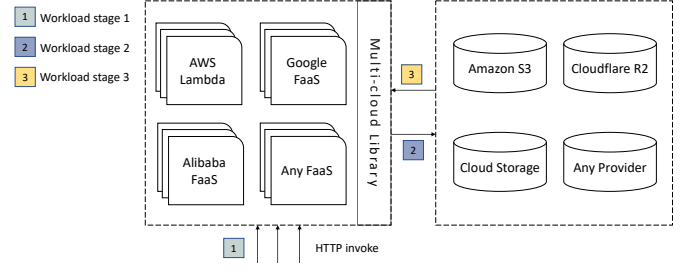 1 Workload stage 1
2 Workload stage 2
3 Workload stage 3
AWS
Lambda
Google
FaaS
Alibaba
FaaS
Any FaaS
Multi-cloud Library
3
2
Amazon S3
Cloudflare R2
Cloud Storage
Any Provider
1
HTTP invoke